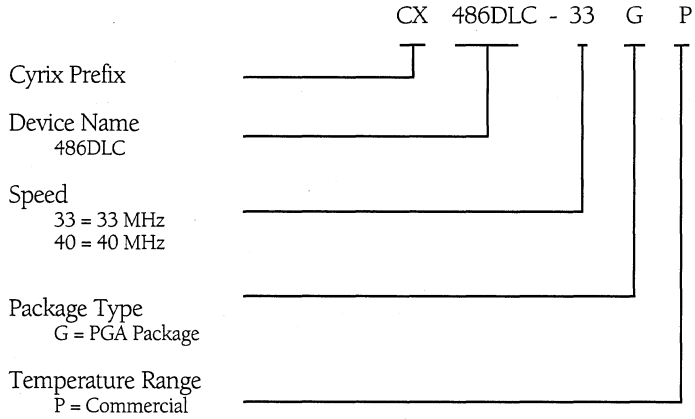 CX 486DLC - 33 G P
Cyrix Prefix
Device Name
486DLC
Speed
33 = 33 MHz
40 = 40 MHz
Package Type
G = PGA Package
Temperature Range
P = Commercial